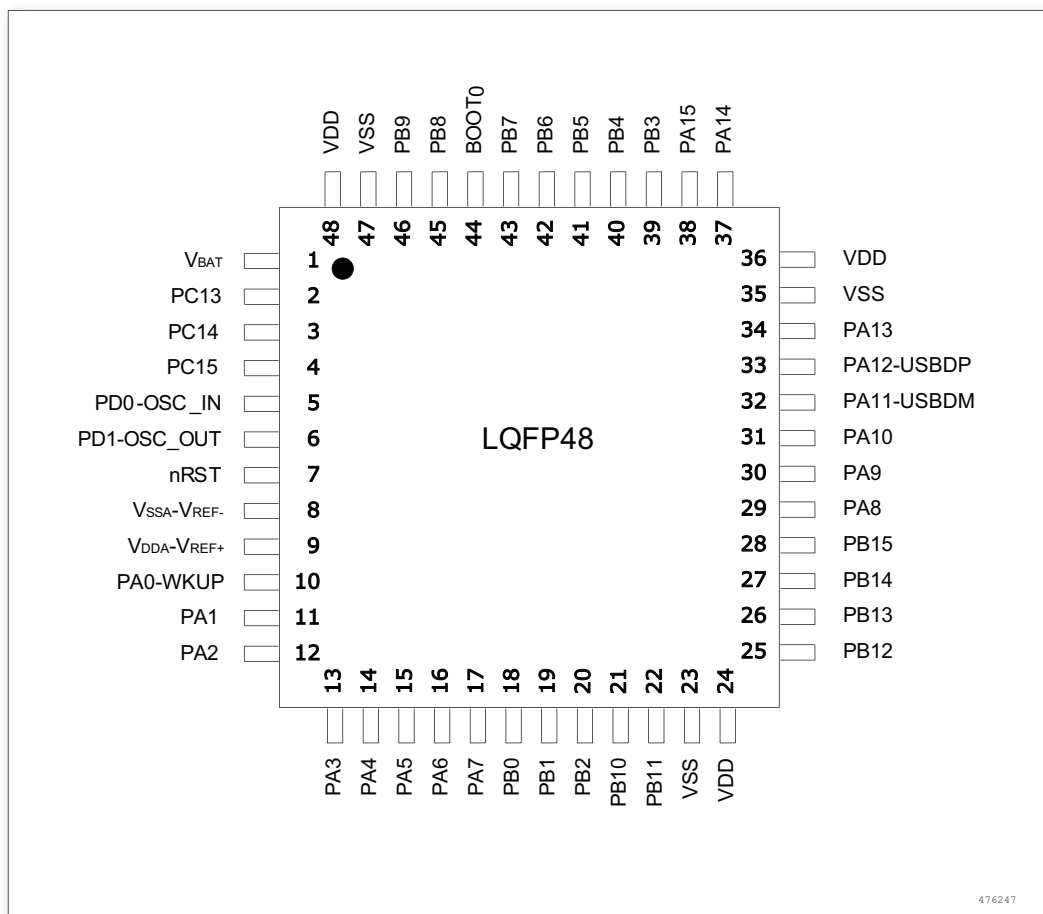 VDD
VSS
PB9
PB8
BOOT0
PB7
PB6
PB5
PB4
PB3
PA15
PA14
48
47
46
45
44
43
42
41
40
39
38
37
VBAT 1
PC13 2
PC14 3
PC15 4
PD0-OSC_IN 5
PD1-OSC_OUT 6
nRST 7
VSSA-VREF- 8
VDDA-VREF+ 9
PA0-WKUP 10
PA1 11
PA2 12
LQFP48
36 VDD
35 VSS
34 PA13
33 PA12-USBDP
32 PA11-USBDM
31 PA10
30 PA9
29 PA8
28 PB15
27 PB14
26 PB13
25 PB12
13
14
15
16
17
18
19
20
21
22
23
24
PA3
PA4
PA5
PA6
PA7
PB0
PB1
PB2
PB10
PB11
VSS
VDD
476247